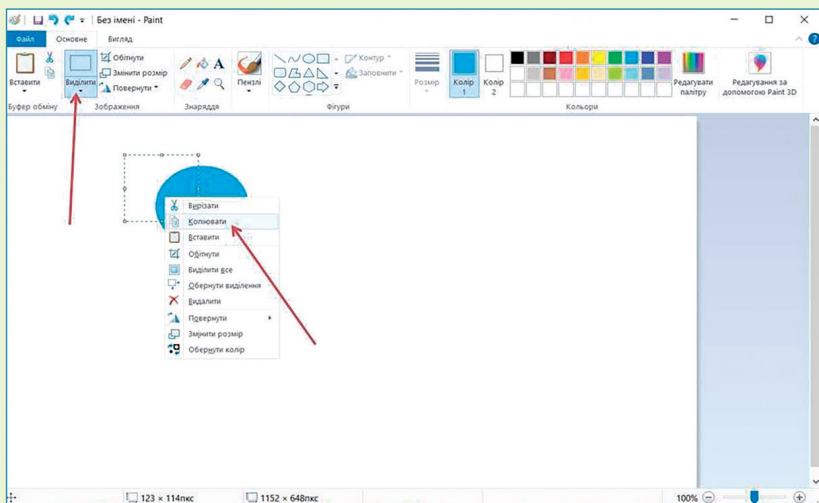 Без імені - Paint
Файл Основне Вигляд
Вставити
Виділити
Обітнути
Змінити розмір
Повернути
Пензлі
Контур
Заповнити
Розмір
Колір
1
Колір
2
Редагувати
палітру
Редагування за
допомогою Paint 3D
Буфер обміну Зображення Знаряддя Фігури Кольори
Вирізати
Копіювати
Вставити
Обітнути
Виділити все
Обернути виділення
Видалити
Повернути
Змінити розмір
Обернути колір
123 × 114пкс 1152 × 648пкс 100%